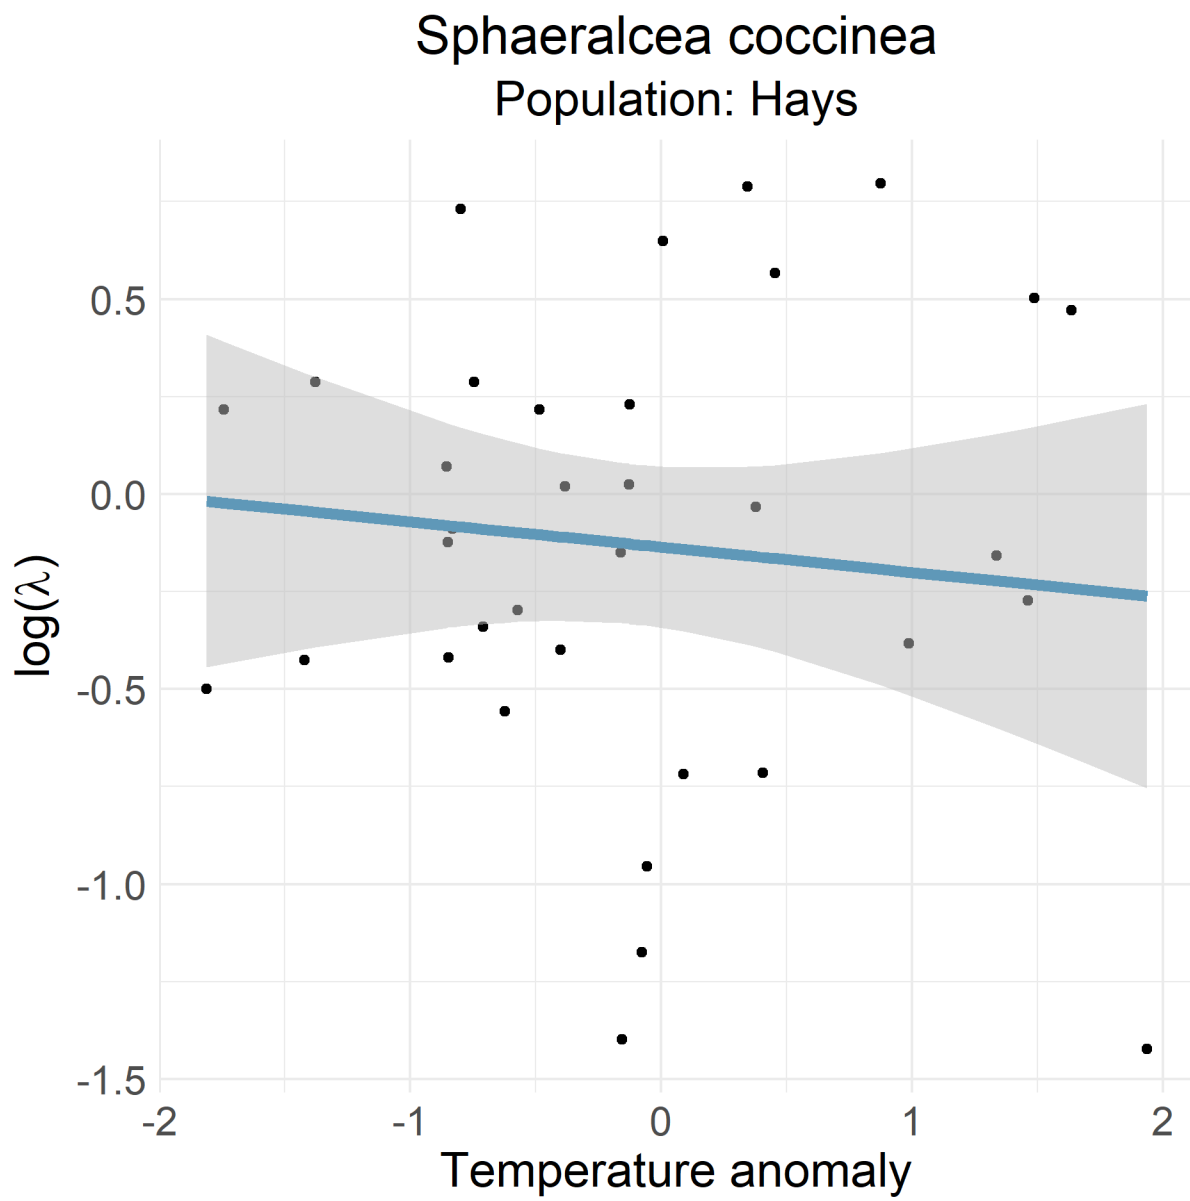 Sphaeralcea coccinea
Population: Hays
log(λ)
0.5
0.0
-0.5
-1.0
-1.5
-2
-1
0
1
2
Temperature anomaly